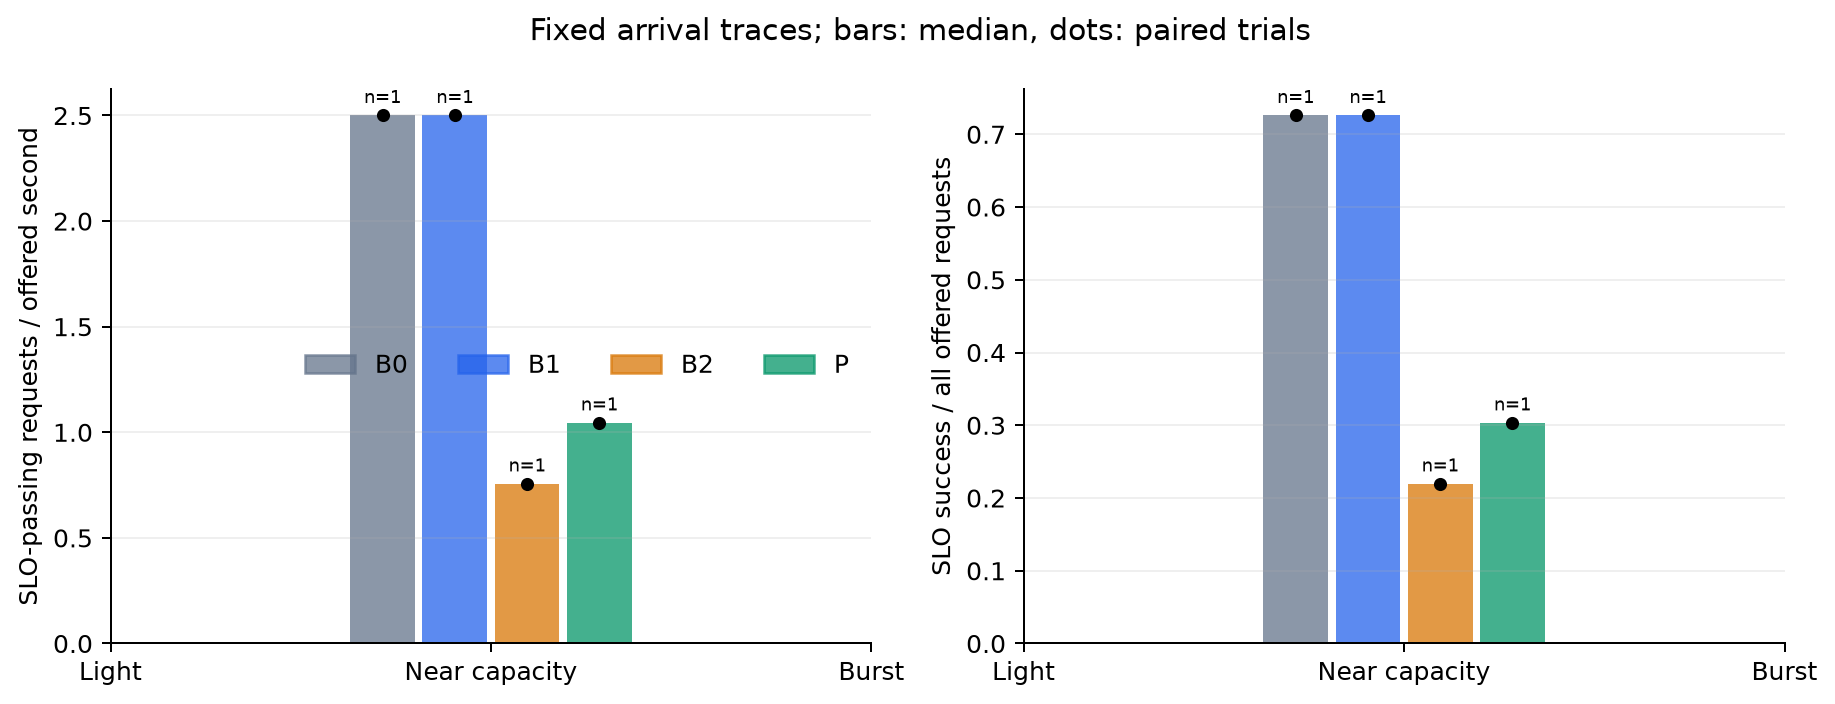 Fixed arrival traces; bars: median, dots: paired trials
SLO-passing requests / offered second
2.5
2.0
1.5
1.0
0.5
0.0
n=1
n=1
n=1
n=1
B0
B1
B2
P
Light
Near capacity
Burst
SLO success / all offered requests
0.7
0.6
0.5
0.4
0.3
0.2
0.1
0.0
n=1
n=1
n=1
n=1
Light
Near capacity
Burst